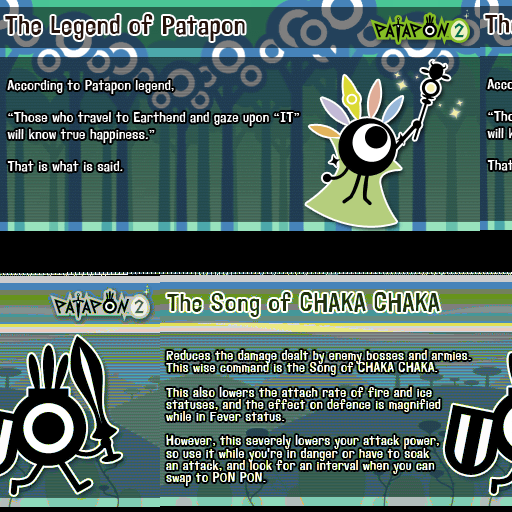 The Legend of Patapon
PATAPON 2
The
According to Patapon legend,
Acco
"Those who travel to Earthend and gaze upon "IT"
"Tho
will know true happiness."
will k
That is what is said.
That
PATAPON 2
The Song of CHAKA CHAKA
Reduces the damage dealt by enemy bosses and armies.
This wise command is the Song of CHAKA CHAKA.
This also lowers the attach rate of fire and ice
statuses, and the effect on defence is magnified
while in Fever status.
However, this severely lowers your attack power,
so use it while you're in danger or have to soak
an attack, and look for an interval when you can
swap to PON PON.